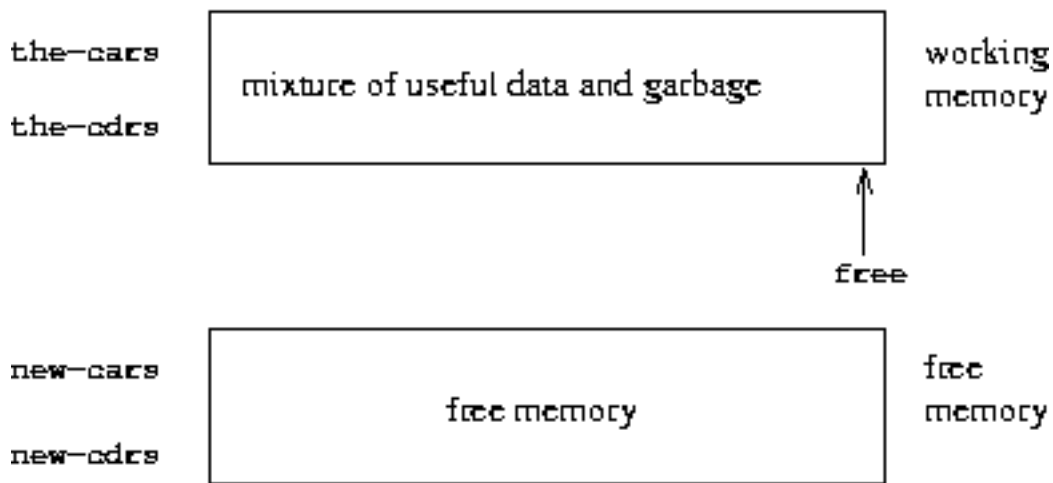 the-cars
mixture of useful data and garbage
the-cdrs
working
memory
free
new-cars
free memory
new-cdrs
free
memory